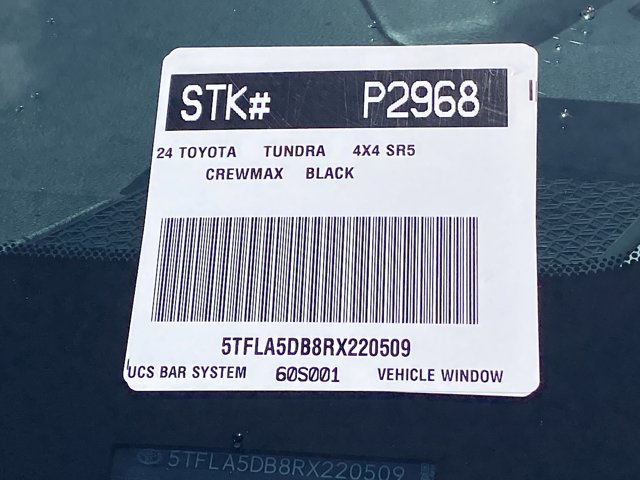 STK# P2968
24 TOYOTA TUNDRA 4X4 SR5
CREWMAX BLACK
5TFLA5DB8RX220509
UCS BAR SYSTEM 60S001 VEHICLE WINDOW
5TFLA5DB8RX220509